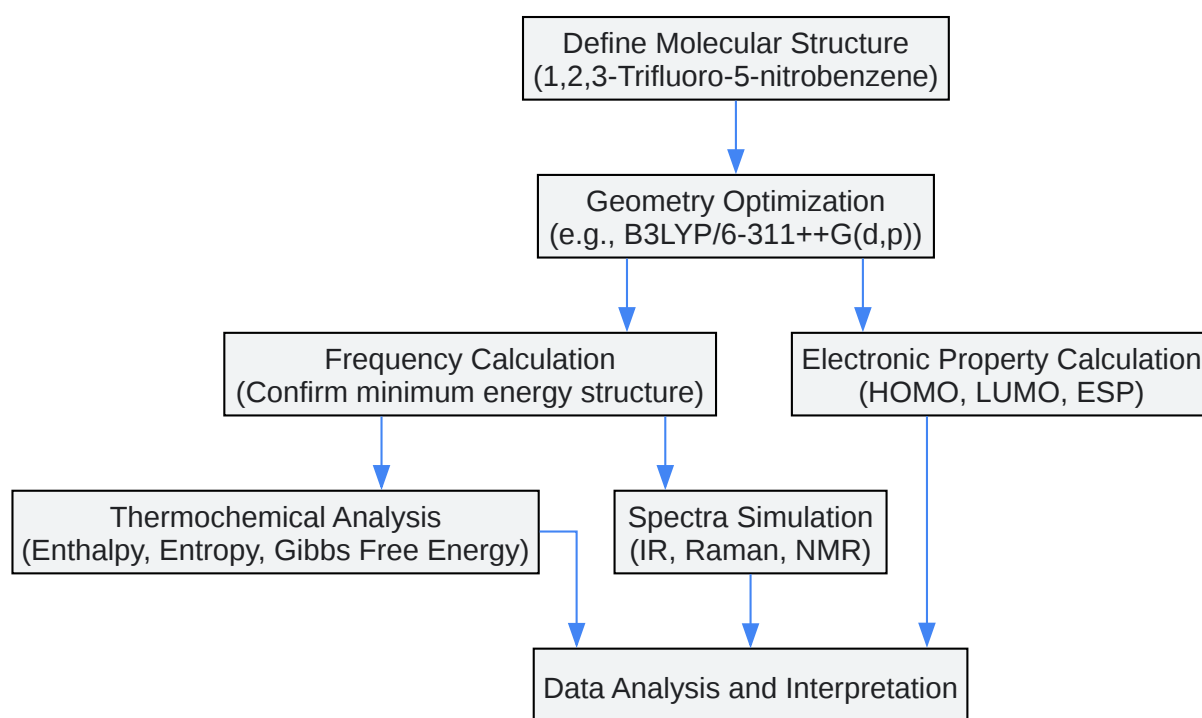 Define Molecular Structure
(1,2,3-Trifluoro-5-nitrobenzene)
Geometry Optimization
(e.g., B3LYP/6-311++G(d,p))
Frequency Calculation
(Confirm minimum energy structure)
Electronic Property Calculation
(HOMO, LUMO, ESP)
Thermochemical Analysis
(Enthalpy, Entropy, Gibbs Free Energy)
Spectra Simulation
(IR, Raman, NMR)
Data Analysis and Interpretation